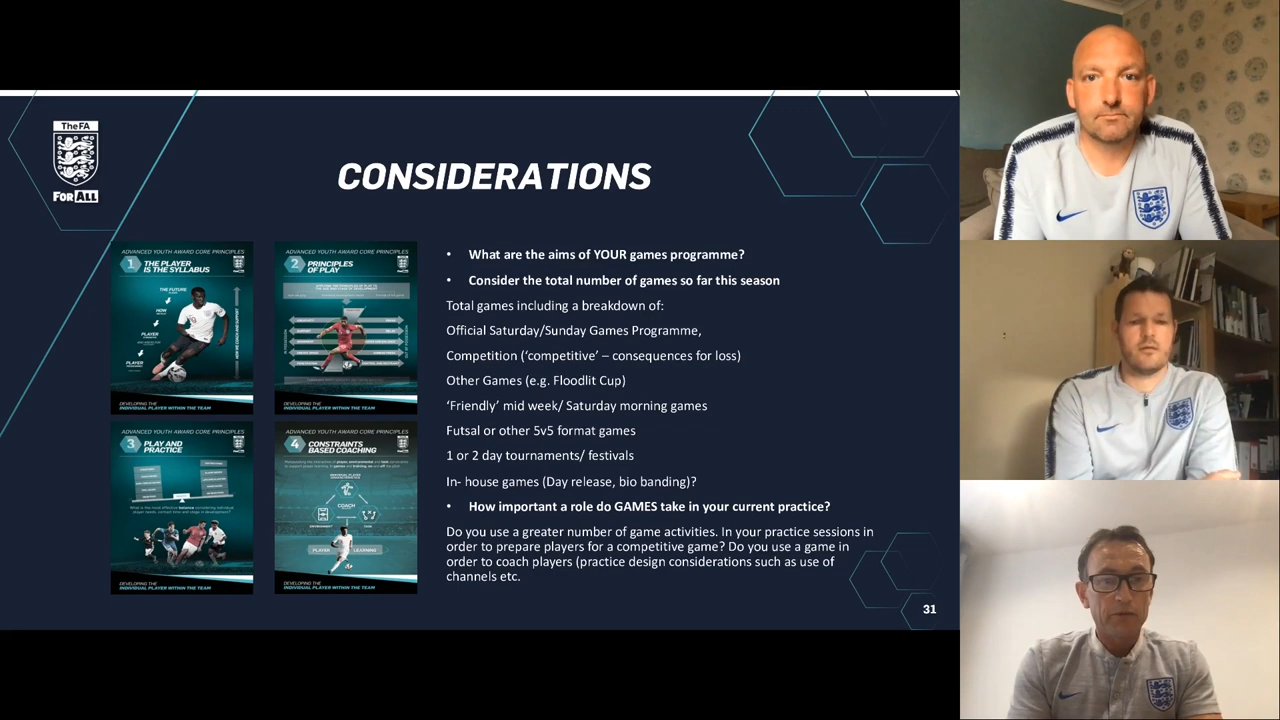 The FA
FOR ALL
CONSIDERATIONS
ADVANCED YOUTH AWARD CORE PRINCIPLES
1 THE PLAYER
IS THE SYLLABUS
THE FUTURE
HOW
PLAYER
PLAYER
DEVELOPING THE
INDIVIDUAL PLAYER WITHIN THE TEAM
ADVANCED YOUTH AWARD CORE PRINCIPLES
2 PRINCIPLES
OF PLAY
DEVELOPING THE
INDIVIDUAL PLAYER WITHIN THE TEAM
ADVANCED YOUTH AWARD CORE PRINCIPLES
3 PLAY AND
PRACTICE
DEVELOPING THE
INDIVIDUAL PLAYER WITHIN THE TEAM
ADVANCED YOUTH AWARD CORE PRINCIPLES
4 CONSTRAINTS
BASED COACHING
COACH
ENVIRONMENT
TASK
PLAYER LEARNING
DEVELOPING THE
INDIVIDUAL PLAYER WITHIN THE TEAM
• What are the aims of YOUR games programme?
• Consider the total number of games so far this season
Total games including a breakdown of:
Official Saturday/Sunday Games Programme,
Competition (‘competitive’ – consequences for loss)
Other Games (e.g. Floodlit Cup)
‘Friendly’ mid week/ Saturday morning games
Futsal or other 5v5 format games
1 or 2 day tournaments/ festivals
In- house games (Day release, bio banding)?
• How important a role do GAMES take in your current practice?
Do you use a greater number of game activities. In your practice sessions in
order to prepare players for a competitive game? Do you use a game in
order to coach players (practice design considerations such as use of
channels etc.
31